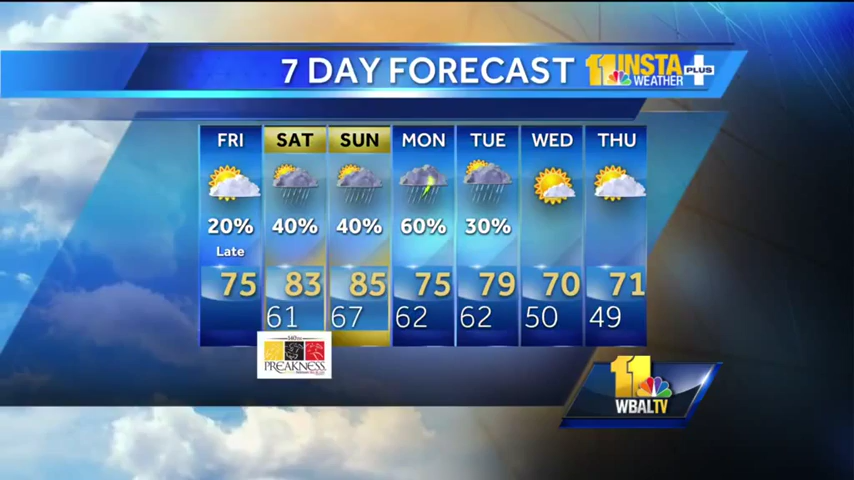 7 DAY FORECAST 11 INSTA WEATHER PLUS
FRI SAT SUN MON TUE WED THU
20% 40% 40% 60% 30%
Late
75 83 85 75 79 70 71
61 67 62 62 50 49
140TH
PREAKNESS
11
WBALTV